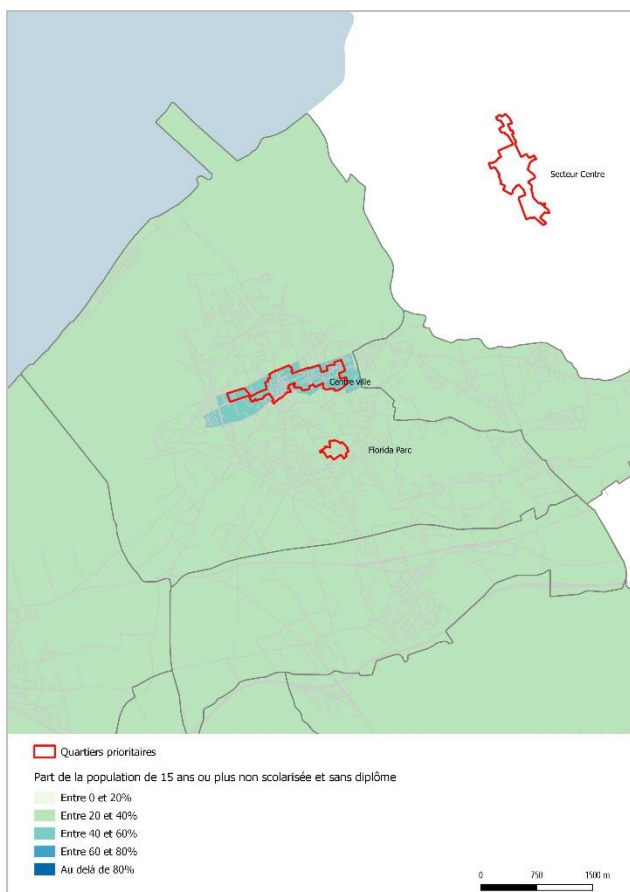 Secteur Centre
Centre ville
Florida Parc
Quartiers prioritaires
Part de la population de 15 ans ou plus non scolarisée et sans diplôme
Entre 0 et 20%
Entre 20 et 40%
Entre 40 et 60%
Entre 60 et 80%
Au delà de 80%
0 750 1500 m